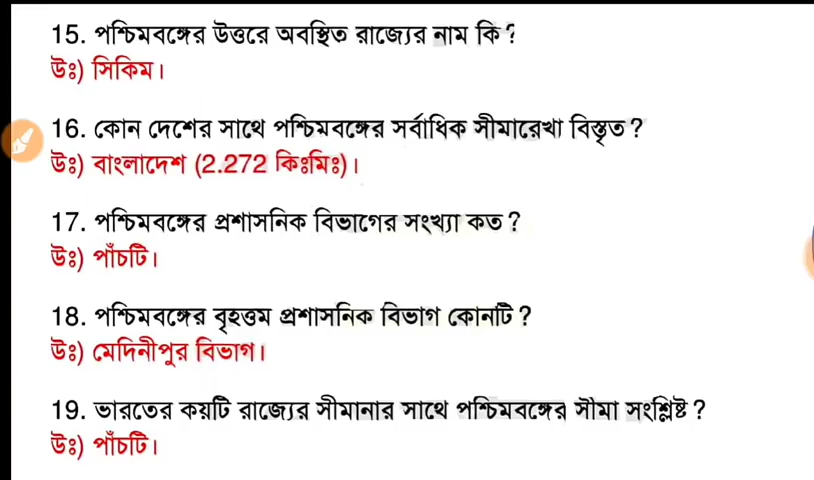 15. পশ্চিমবঙ্গের উত্তরে অবস্থিত রাজ্যের নাম কি ?
উঃ) সিকিম।
16. কোন দেশের সাথে পশ্চিমবঙ্গের সর্বাধিক সীমারেখা বিস্তৃত ?
উঃ) বাংলাদেশ (2.272 কিঃমিঃ)।
17. পশ্চিমবঙ্গের প্রশাসনিক বিভাগের সংখ্যা কত ?
উঃ) পাঁচটি।
18. পশ্চিমবঙ্গের বৃহত্তম প্রশাসনিক বিভাগ কোনটি ?
উঃ) মেদিনীপুর বিভাগ।
19. ভারতের কয়টি রাজ্যের সীমানার সাথে পশ্চিমবঙ্গের সীমা সংশ্লিষ্ট ?
উঃ) পাঁচটি।